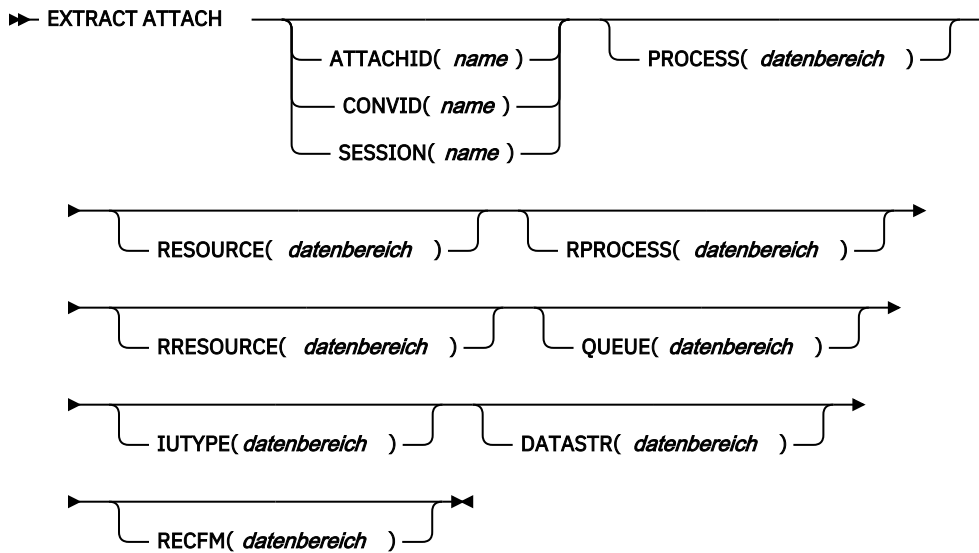 EXTRACT ATTACH
ATTACHID( name )
PROCESS( datenbereich )
CONVID( name )
SESSION( name )
RESOURCE( datenbereich )
RPROCESS( datenbereich )
RRESOURCE( datenbereich )
QUEUE( datenbereich )
IUTYPE( datenbereich )
DATASTR( datenbereich )
RECFM( datenbereich )